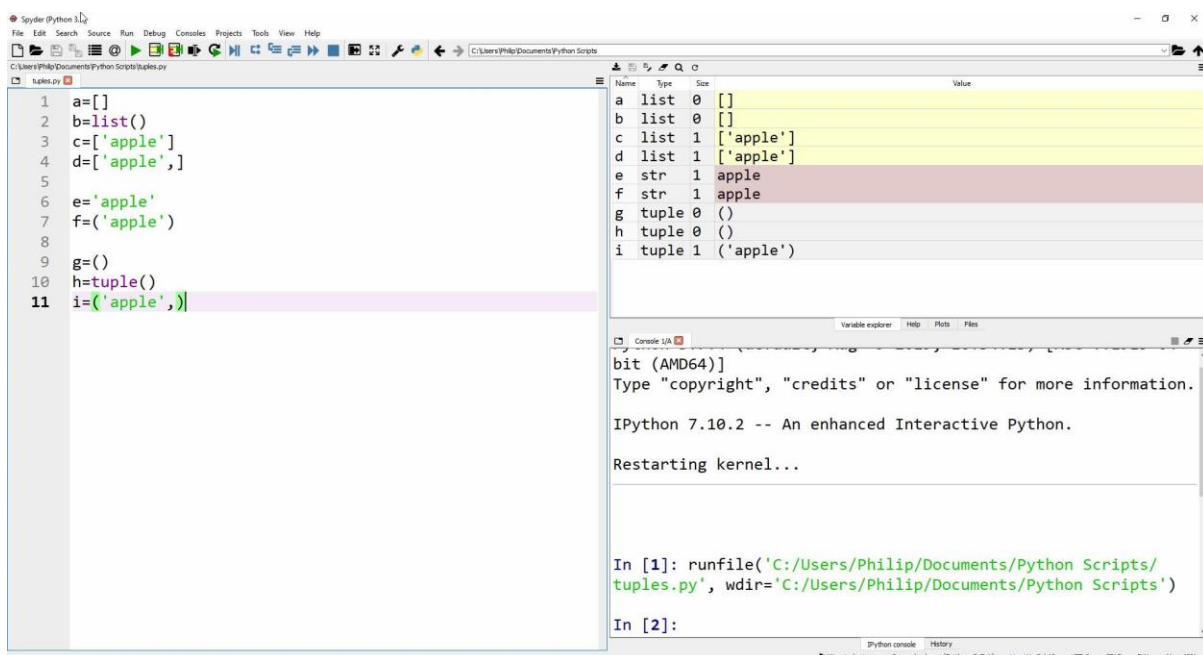 Spyder (Python 3.
File Edit Search Source Run Debug Consoles Projects Tools View Help
C:\Users\Philip\Documents\Python Scripts
C:\Users\Philip\Documents\Python Scripts\tuples.py
tuples.py
1 a=[]
2 b=list()
3 c=['apple']
4 d=['apple',]
5
6 e='apple'
7 f=('apple')
8
9 g=()
10 h=tuple()
11 i=('apple',)
Name Type Size Value
a list 0 []
b list 0 []
c list 1 ['apple']
d list 1 ['apple']
e str 1 apple
f str 1 apple
g tuple 0 ()
h tuple 0 ()
i tuple 1 ('apple')
Variable explorer Help Plots Files
Console 1/A
bit (AMD64)]
Type "copyright", "credits" or "license" for more information.
IPython 7.10.2 -- An enhanced Interactive Python.
Restarting kernel...
In [1]: runfile('C:/Users/Philip/Documents/Python Scripts/
tuples.py', wdir='C:/Users/Philip/Documents/Python Scripts')
In [2]:
IPython console History